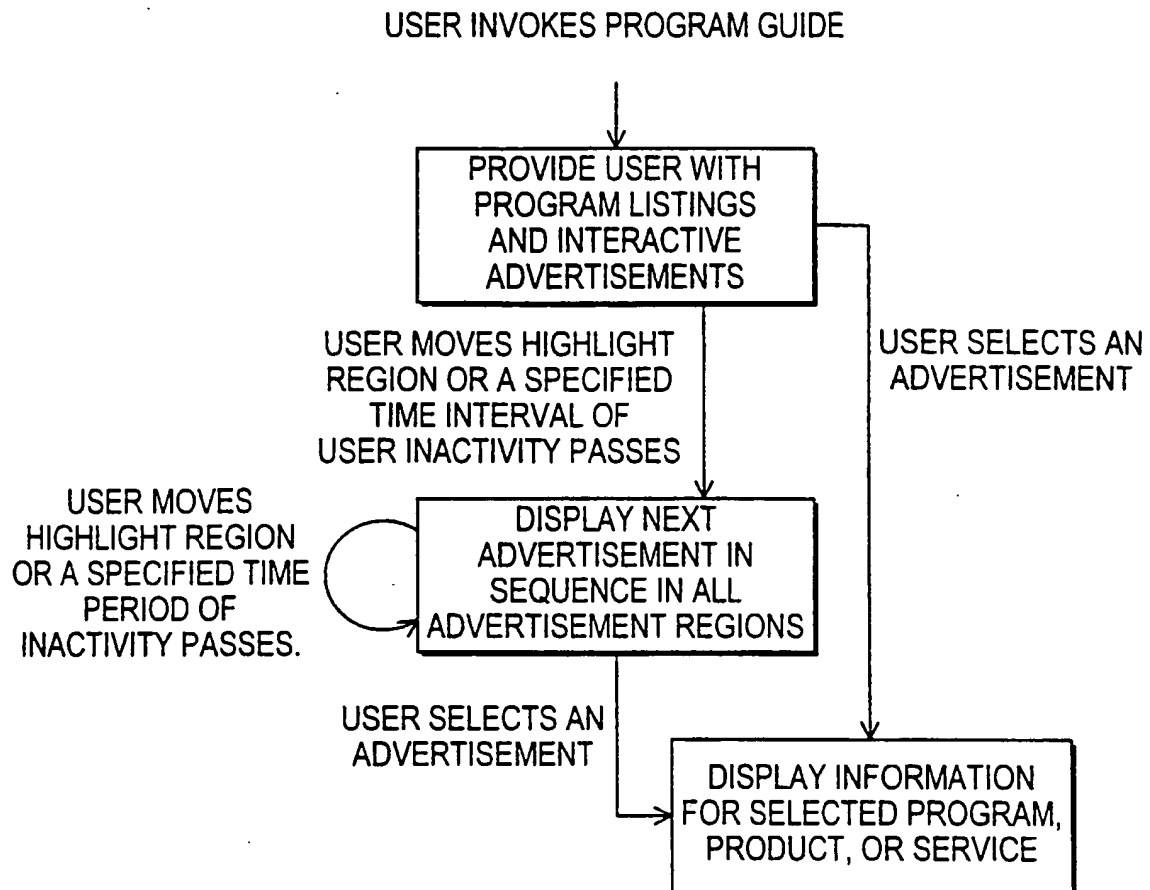 USER INVOKES PROGRAM GUIDE
PROVIDE USER WITH
PROGRAM LISTINGS
AND INTERACTIVE
ADVERTISEMENTS
USER MOVES HIGHLIGHT
REGION OR A SPECIFIED
TIME INTERVAL OF
USER INACTIVITY PASSES
USER SELECTS AN
ADVERTISEMENT
USER MOVES
HIGHLIGHT REGION
OR A SPECIFIED TIME
PERIOD OF
INACTIVITY PASSES.
DISPLAY NEXT
ADVERTISEMENT IN
SEQUENCE IN ALL
ADVERTISEMENT REGIONS
USER SELECTS AN
ADVERTISEMENT
DISPLAY INFORMATION
FOR SELECTED PROGRAM,
PRODUCT, OR SERVICE